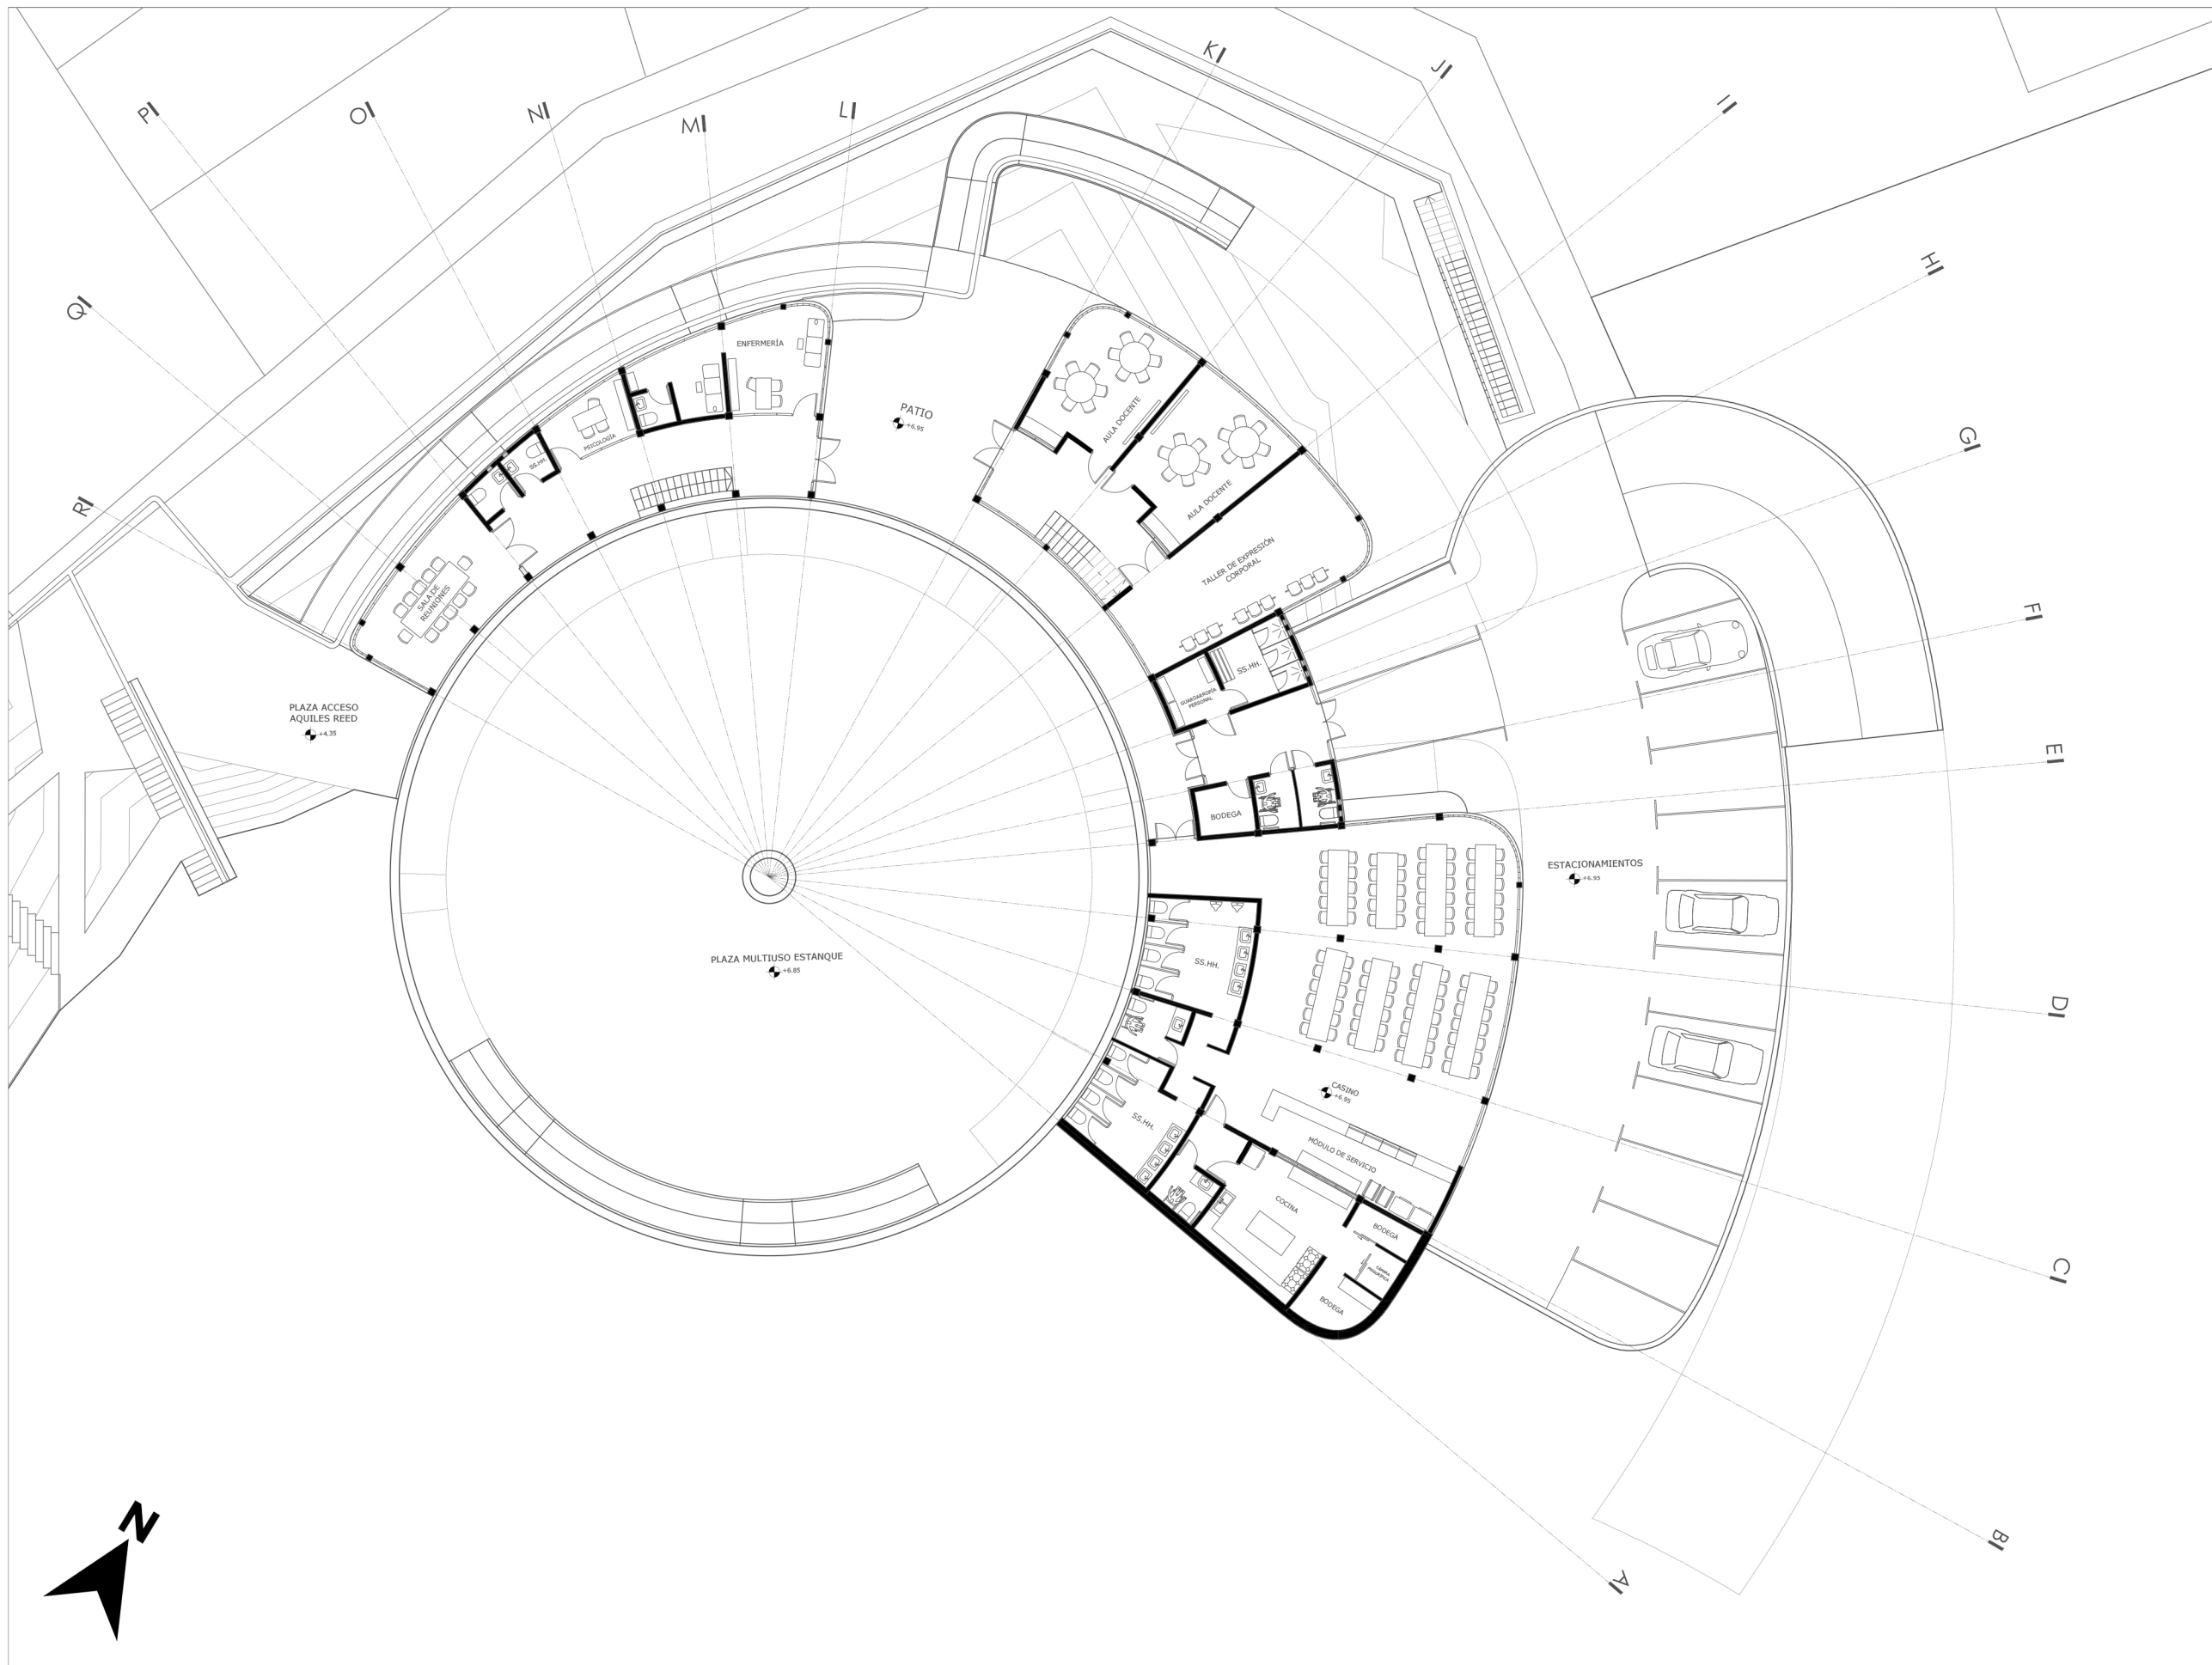 KI
JI
II
PI
OI
NI
MI
LI
HI
QI
ENFERMERÍA
PATIO
+6.95
AULA DOCENTE
GI
PSICOLOGÍA
SS.HH.
RI
AULA DOCENTE
TALLER DE EXPRESIÓN
CORPORAL
SALA DE
REUNIONES
FI
SS.HH.
GUARDARROPÍA
PERSONAL
PLAZA ACCESO
AQUILES REED
+4.35
EI
BODEGA
ESTACIONAMIENTOS
+6.95
PLAZA MULTIUSO ESTANQUE
+6.85
SS.HH.
DI
CASINO
+6.95
SS.HH.
MÓDULO DE SERVICIO
COCINA
BODEGA
CI
BODEGA
N
BI
AI